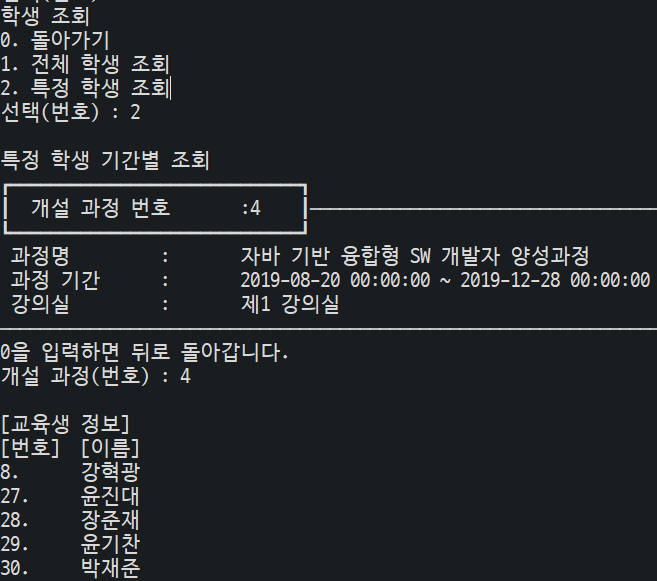 학생 조회
0. 돌아가기
1. 전체 학생 조회
2. 특정 학생 조회
선택(번호) : 2
특정 학생 기간별 조회
개설 과정 번호 :4
과정명 : 자바 기반 융합형 SW 개발자 양성과정
과정 기간 : 2019-08-20 00:00:00 ~ 2019-12-28 00:00:00
강의실 : 제1 강의실
0을 입력하면 뒤로 돌아갑니다.
개설 과정(번호) : 4
[교육생 정보]
[번호] [이름]
8. 강혁광
27. 윤진대
28. 장준재
29. 윤기찬
30. 박재준